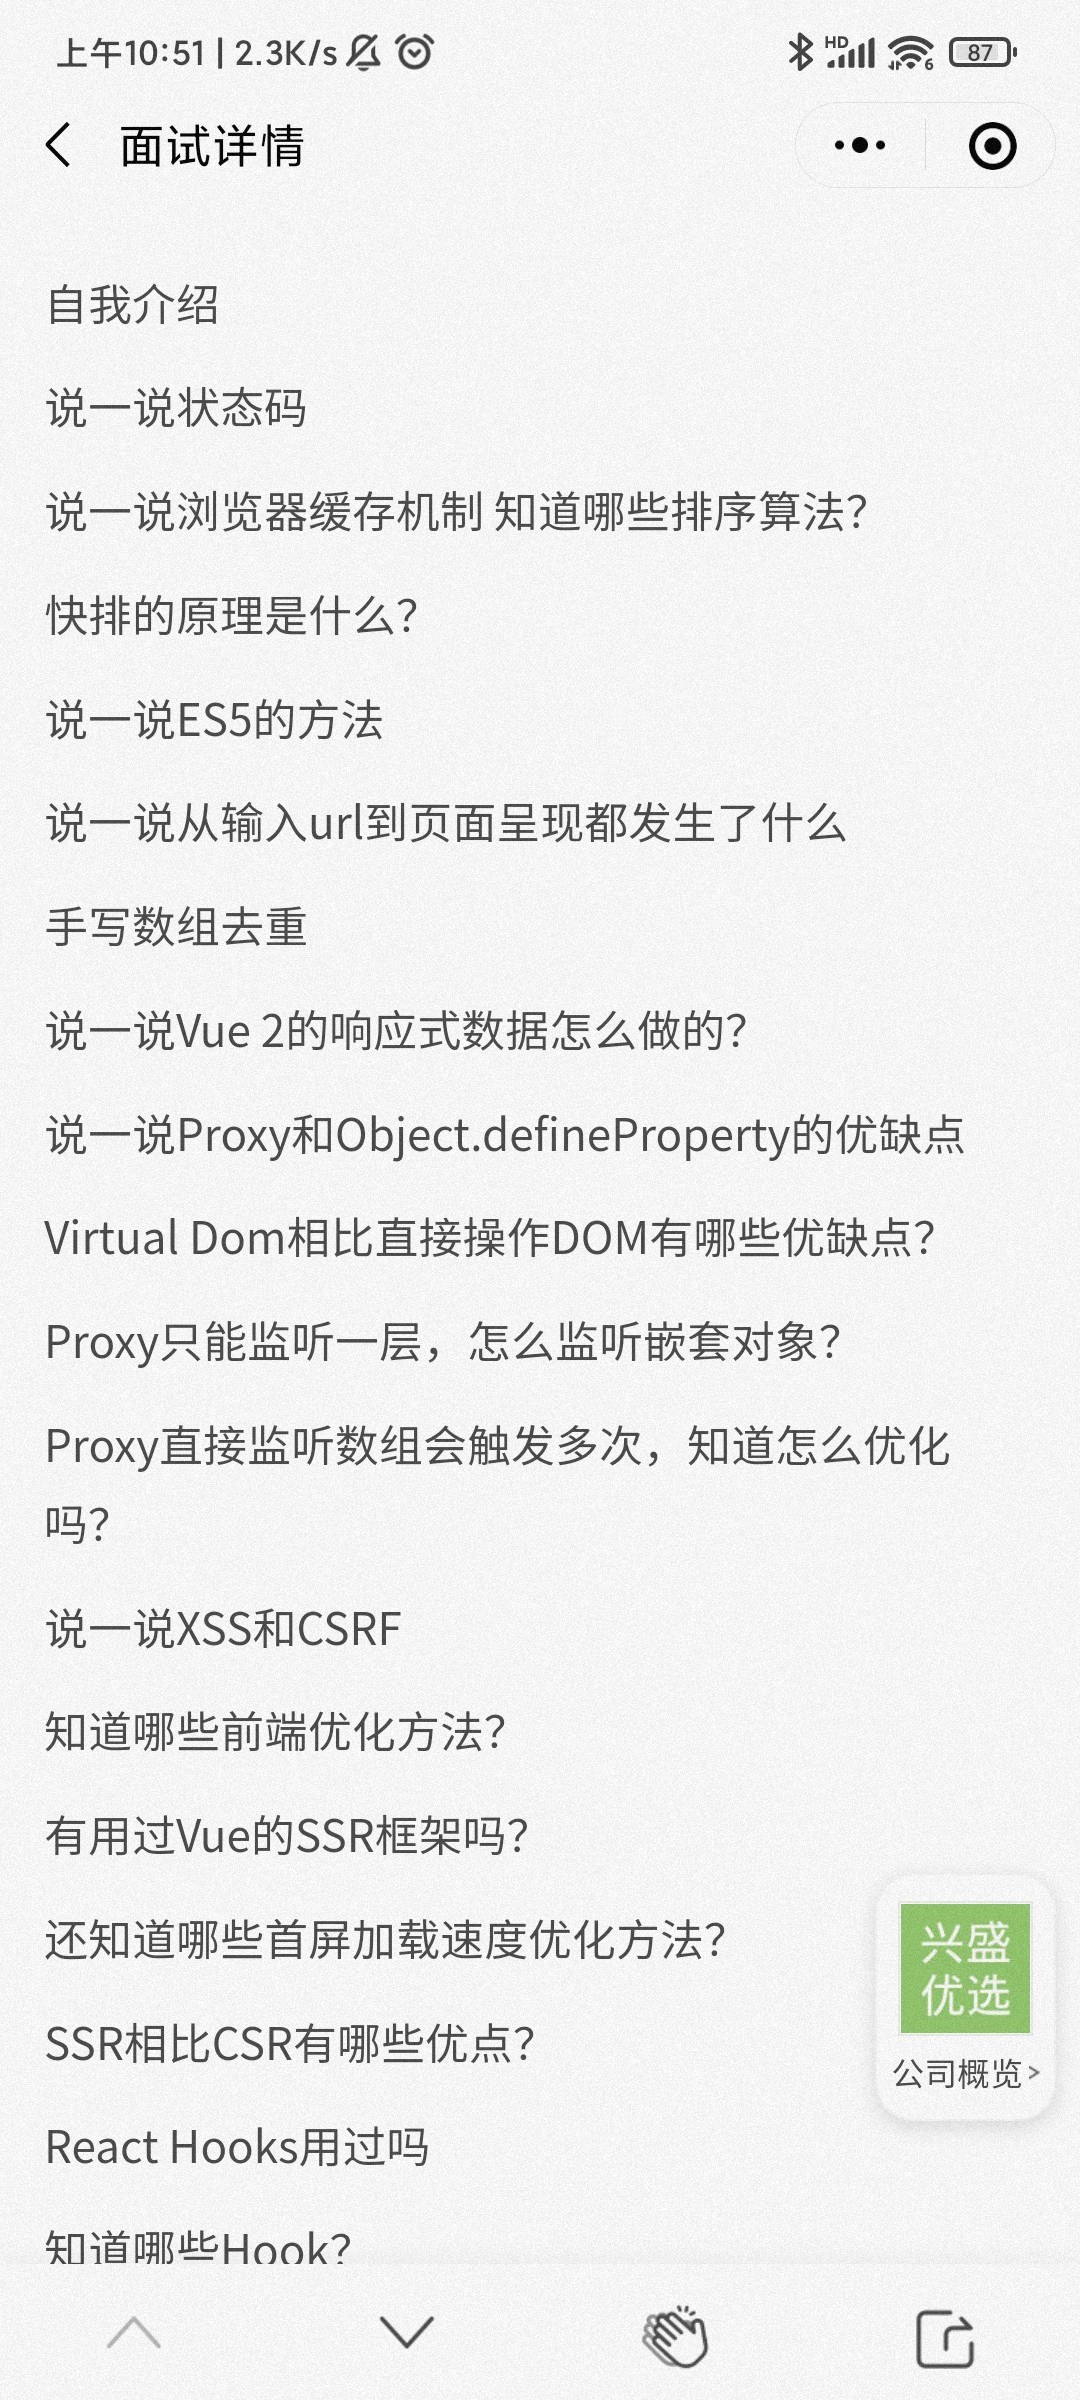 上午10:51 | 2.3K/s
HD
6
87
面试详情
自我介绍
说一说状态码
说一说浏览器缓存机制 知道哪些排序算法？
快排的原理是什么？
说一说ES5的方法
说一说从输入url到页面呈现都发生了什么
手写数组去重
说一说Vue 2的响应式数据怎么做的？
说一说Proxy和Object.defineProperty的优缺点
Virtual Dom相比直接操作DOM有哪些优缺点？
Proxy只能监听一层，怎么监听嵌套对象？
Proxy直接监听数组会触发多次，知道怎么优化
吗？
说一说XSS和CSRF
知道哪些前端优化方法？
有用过Vue的SSR框架吗？
还知道哪些首屏加载速度优化方法？
SSR相比CSR有哪些优点？
React Hooks用过吗
知道哪些Hook？
兴盛
优选
公司概览>